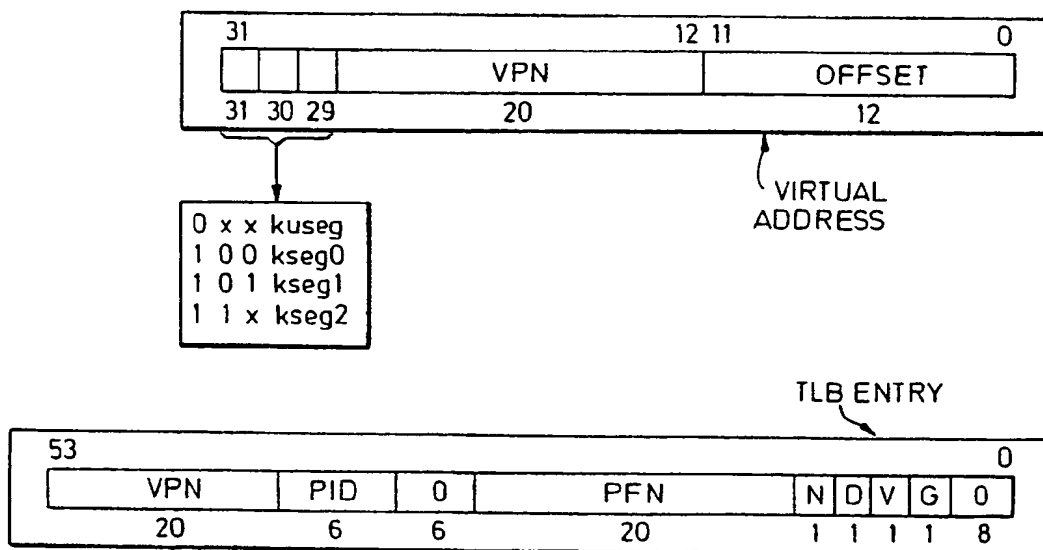 31 12 11 0
VPN OFFSET
31 30 29 20 12
VIRTUAL
ADDRESS
0 x x kuseg
1 0 0 kseg0
1 0 1 kseg1
1 1 x kseg2
TLB ENTRY
53 0
VPN PID 0 PFN N D V G 0
20 6 6 20 1 1 1 1 8